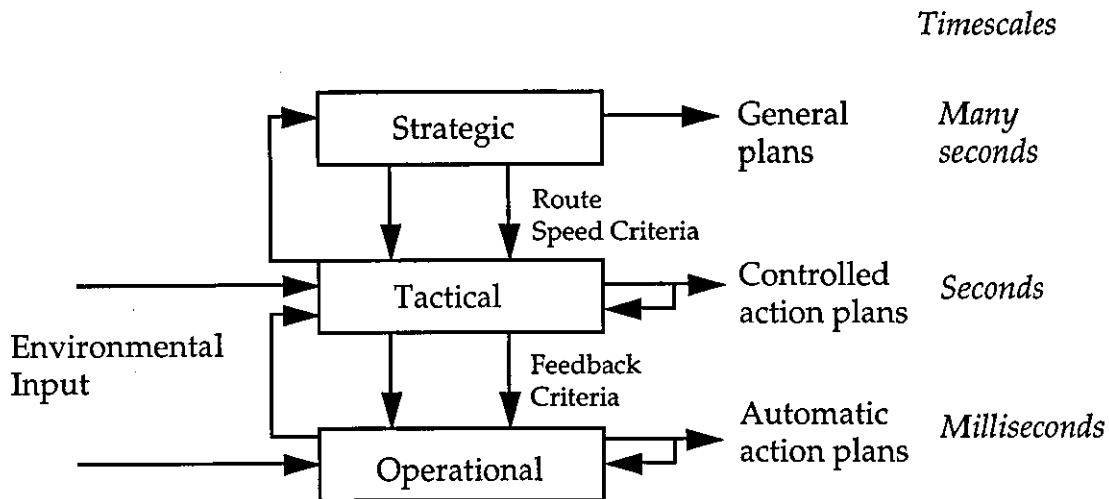 Timescales
Strategic
General
plans
Many
seconds
Route
Speed Criteria
Tactical
Controlled
action plans
Seconds
Environmental
Input
Feedback
Criteria
Operational
Automatic
action plans
Milliseconds